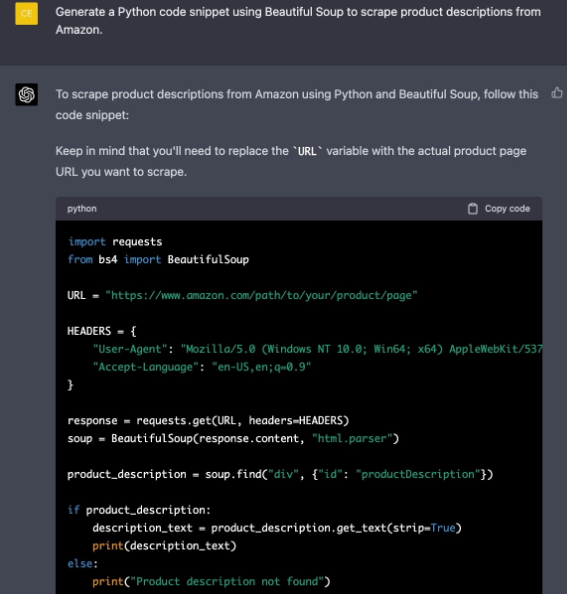 CE
Generate a Python code snippet using Beautiful Soup to scrape product descriptions from
Amazon.
To scrape product descriptions from Amazon using Python and Beautiful Soup, follow this
code snippet:
Keep in mind that you'll need to replace the `URL` variable with the actual product page
URL you want to scrape.
python
Copy code
import requests
from bs4 import BeautifulSoup
URL = "https://www.amazon.com/path/to/your/product/page"
HEADERS = {
    "User-Agent": "Mozilla/5.0 (Windows NT 10.0; Win64; x64) AppleWebKit/537
    "Accept-Language": "en-US,en;q=0.9"
}
response = requests.get(URL, headers=HEADERS)
soup = BeautifulSoup(response.content, "html.parser")
product_description = soup.find("div", {"id": "productDescription"})
if product_description:
    description_text = product_description.get_text(strip=True)
    print(description_text)
else:
    print("Product description not found")